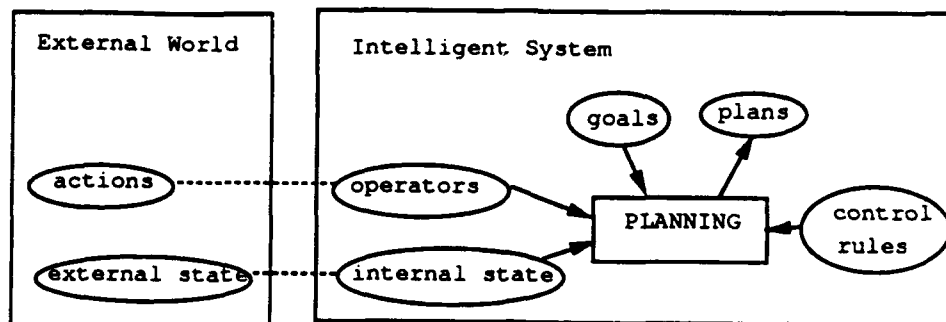 External World
Intelligent System
goals
plans
actions
operators
PLANNING
control
rules
external state
internal state